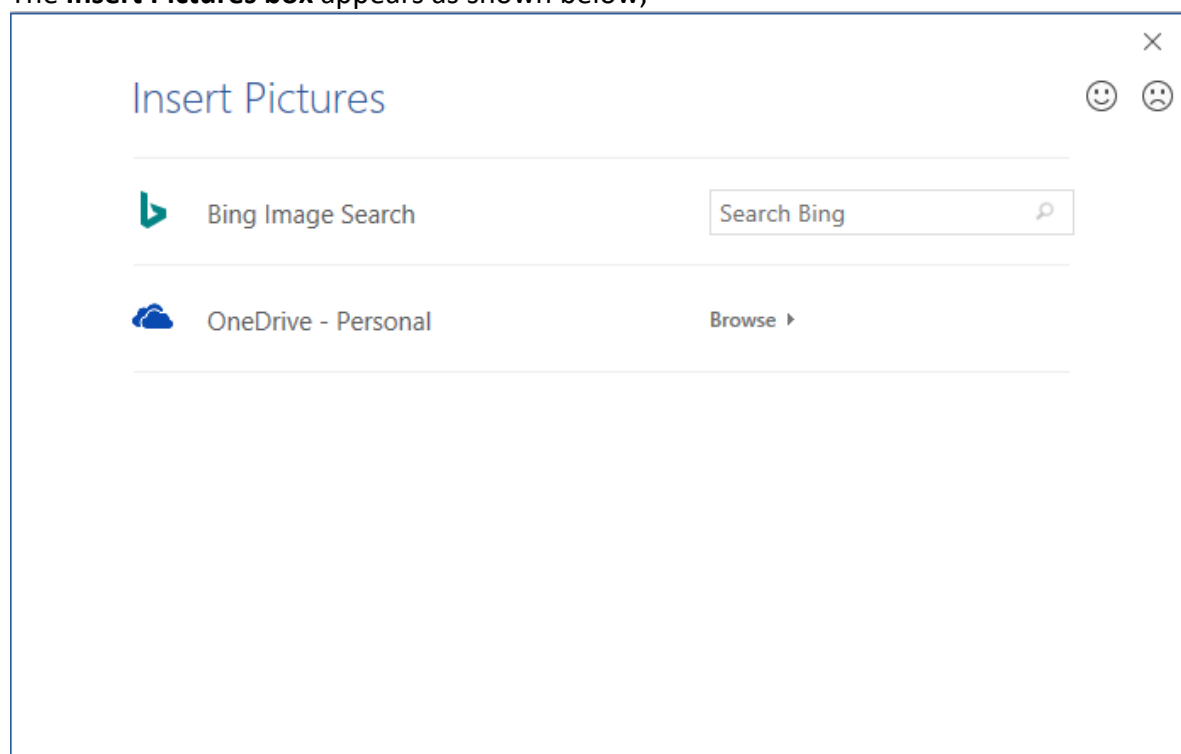 The Insert Pictures box appears as shown below;
Insert Pictures
Bing Image Search
Search Bing
OneDrive - Personal
Browse